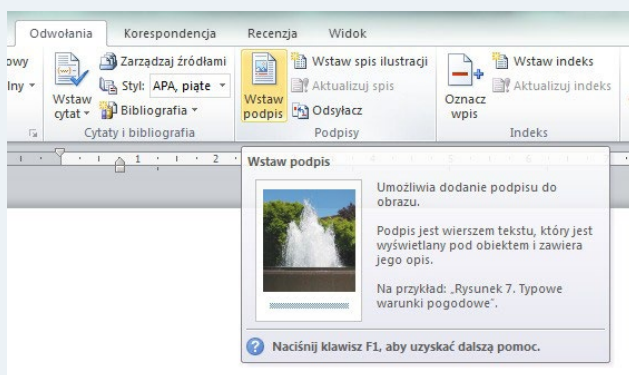 Odwołania Korespondencja Recenzja Widok
owy
lny
Wstaw cytat
Zarządzaj źródłami
Styl: APA, piąte
Bibliografia
Cytaty i bibliografia
Wstaw podpis
Wstaw spis ilustracji
Aktualizuj spis
Odsyłacz
Podpisy
Oznacz wpis
Wstaw indeks
Aktualizuj indeks
Indeks
1 2
Wstaw podpis
Umożliwia dodanie podpisu do
obrazu.
Podpis jest wierszem tekstu, który jest
wyświetlany pod obiektem i zawiera
jego opis.
Na przykład: „Rysunek 7. Typowe
warunki pogodowe”.
Naciśnij klawisz F1, aby uzyskać dalszą pomoc.